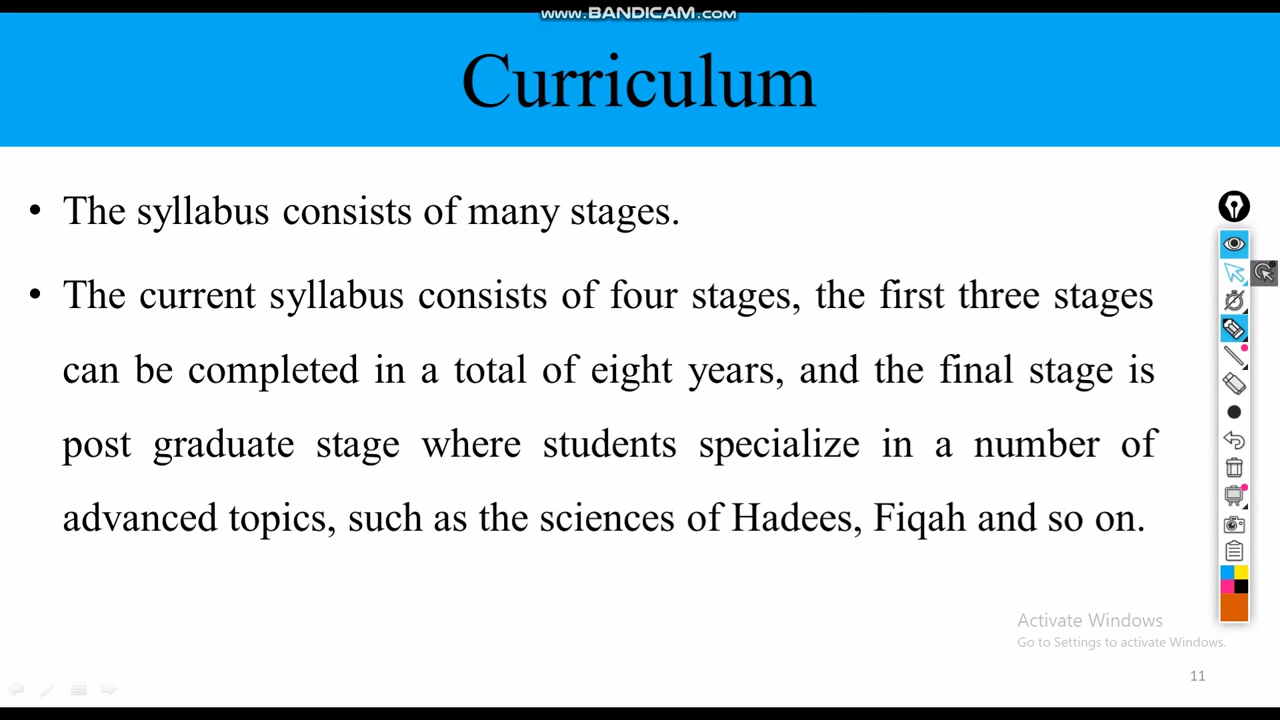 www.BANDICAM.com
Curriculum
• The syllabus consists of many stages.
• The current syllabus consists of four stages, the first three stages
can be completed in a total of eight years, and the final stage is
post graduate stage where students specialize in a number of
advanced topics, such as the sciences of Hadees, Fiqah and so on.
Activate Windows
Go to Settings to activate Windows.
11